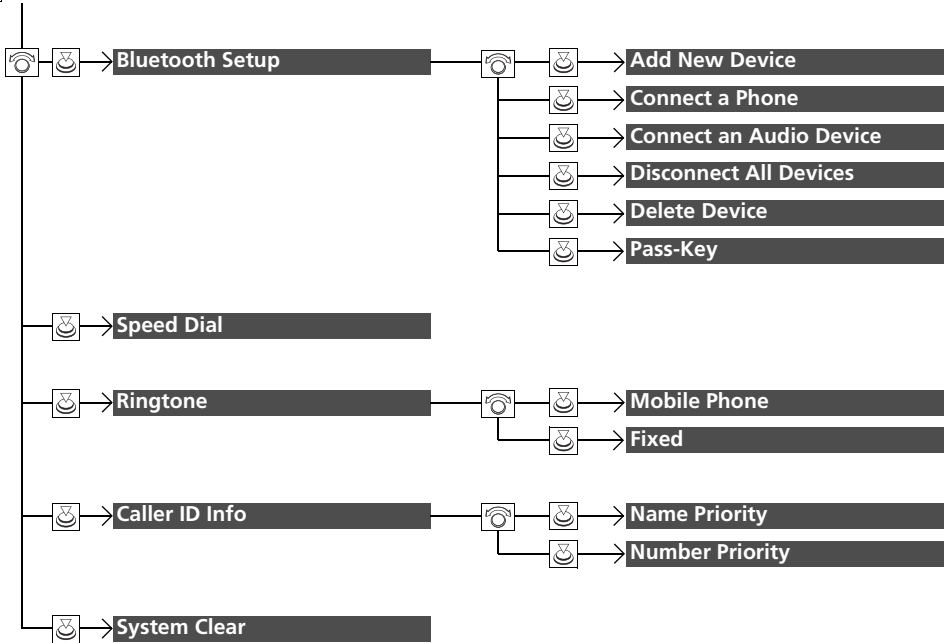 Bluetooth Setup
Add New Device
Connect a Phone
Connect an Audio Device
Disconnect All Devices
Delete Device
Pass-Key
Speed Dial
Ringtone
Mobile Phone
Fixed
Caller ID Info
Name Priority
Number Priority
System Clear